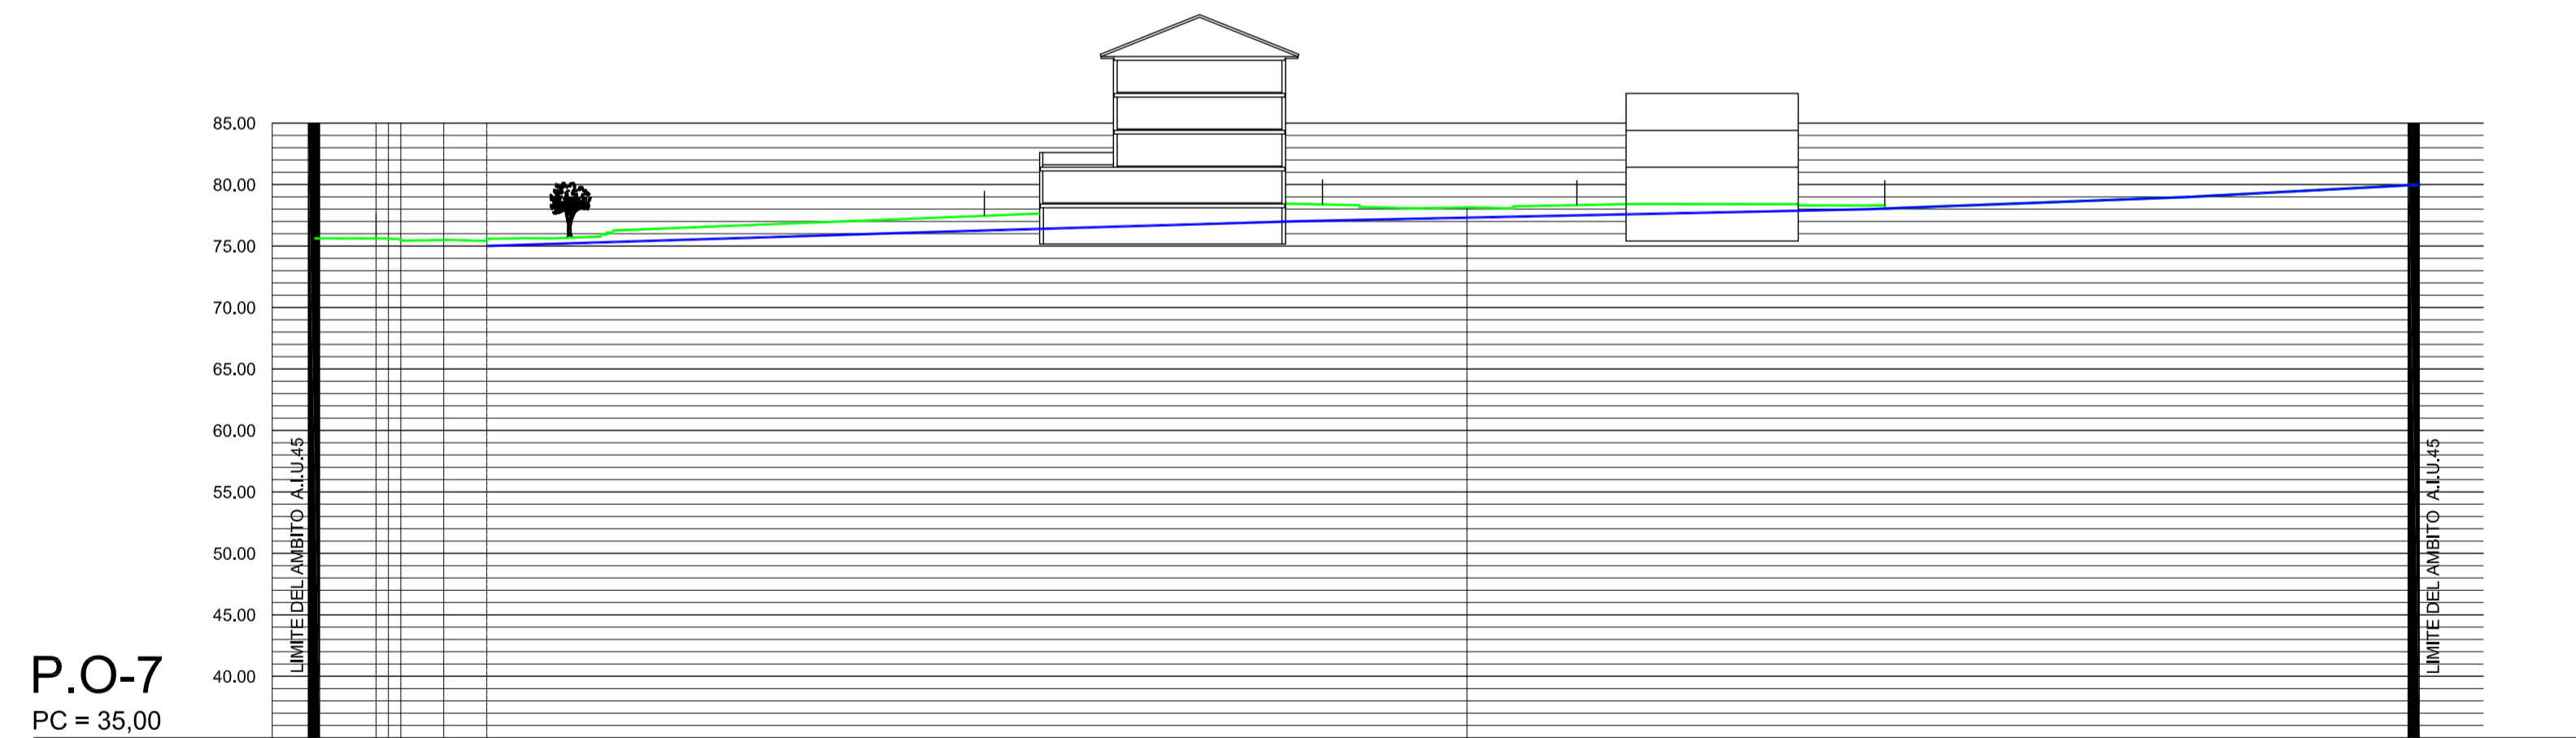 85.00
80.00
75.00
70.00
65.00
60.00
55.00
50.00
45.00
40.00
LIMITE DEL AMBITO A.I.U.45
LIMITE DEL AMBITO A.I.U.45
P.O-7
PC = 35,00